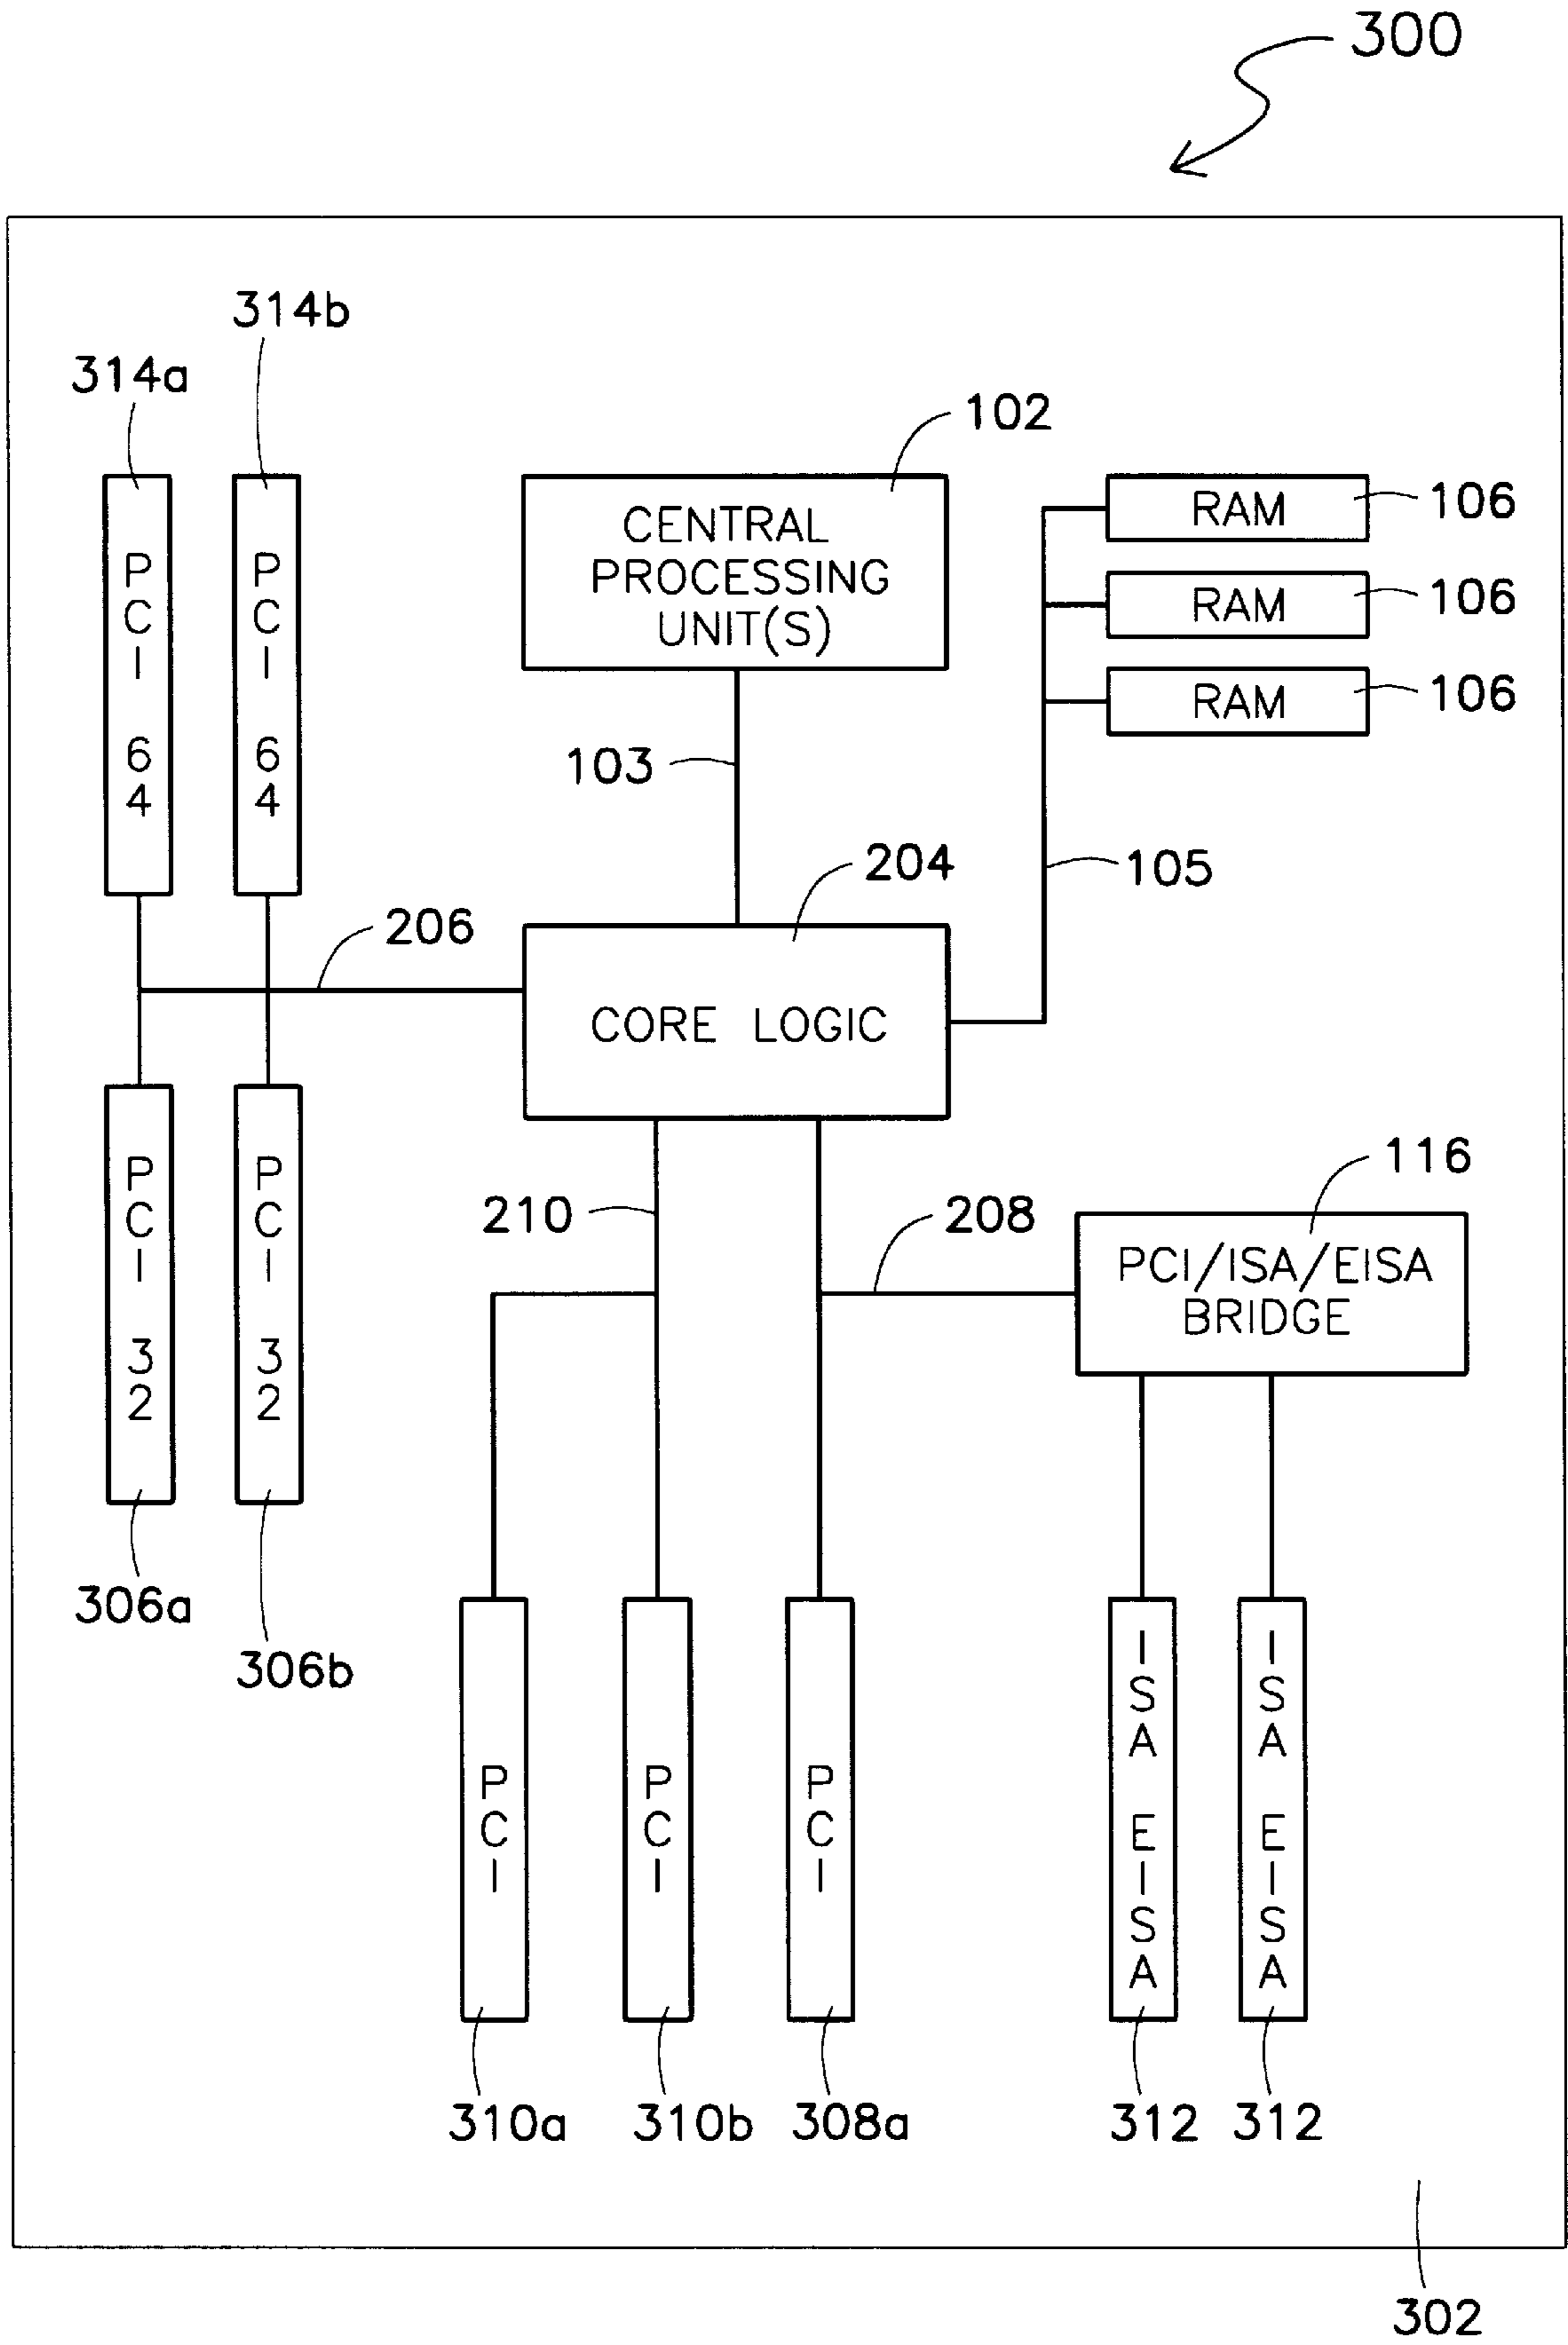 300
314b
314a
102
CENTRAL
PROCESSING
UNIT(S)
RAM
106
RAM
106
RAM
106
PCI 64
PCI 64
103
105
204
206
CORE LOGIC
116
210
208
PCI/ISA/EISA
BRIDGE
PCI 32
PCI 32
306a
306b
PCI
PCI
PCI
ISA EISA
ISA EISA
310a
310b
308a
312
312
302